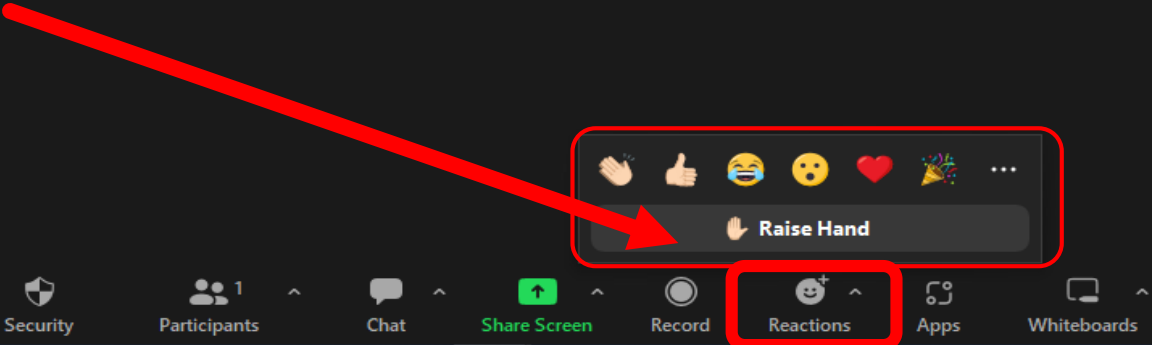 Raise Hand
1
Security
Participants
Chat
Share Screen
Record
Reactions
Apps
Whiteboards